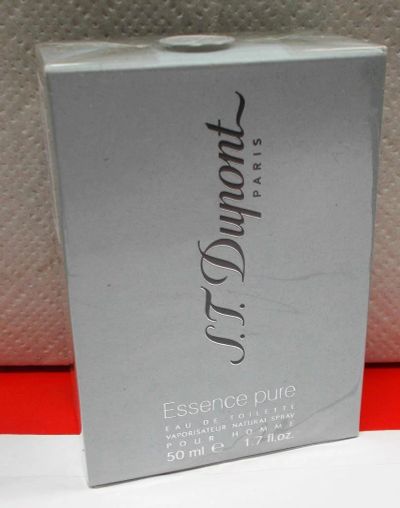 S.T. Dupont
PARIS
Essence pure
EAU DE TOILETTE
VAPORISATEUR NATURAL SPRAY
POUR HOMME
50 ml e 1.7 fl.oz.